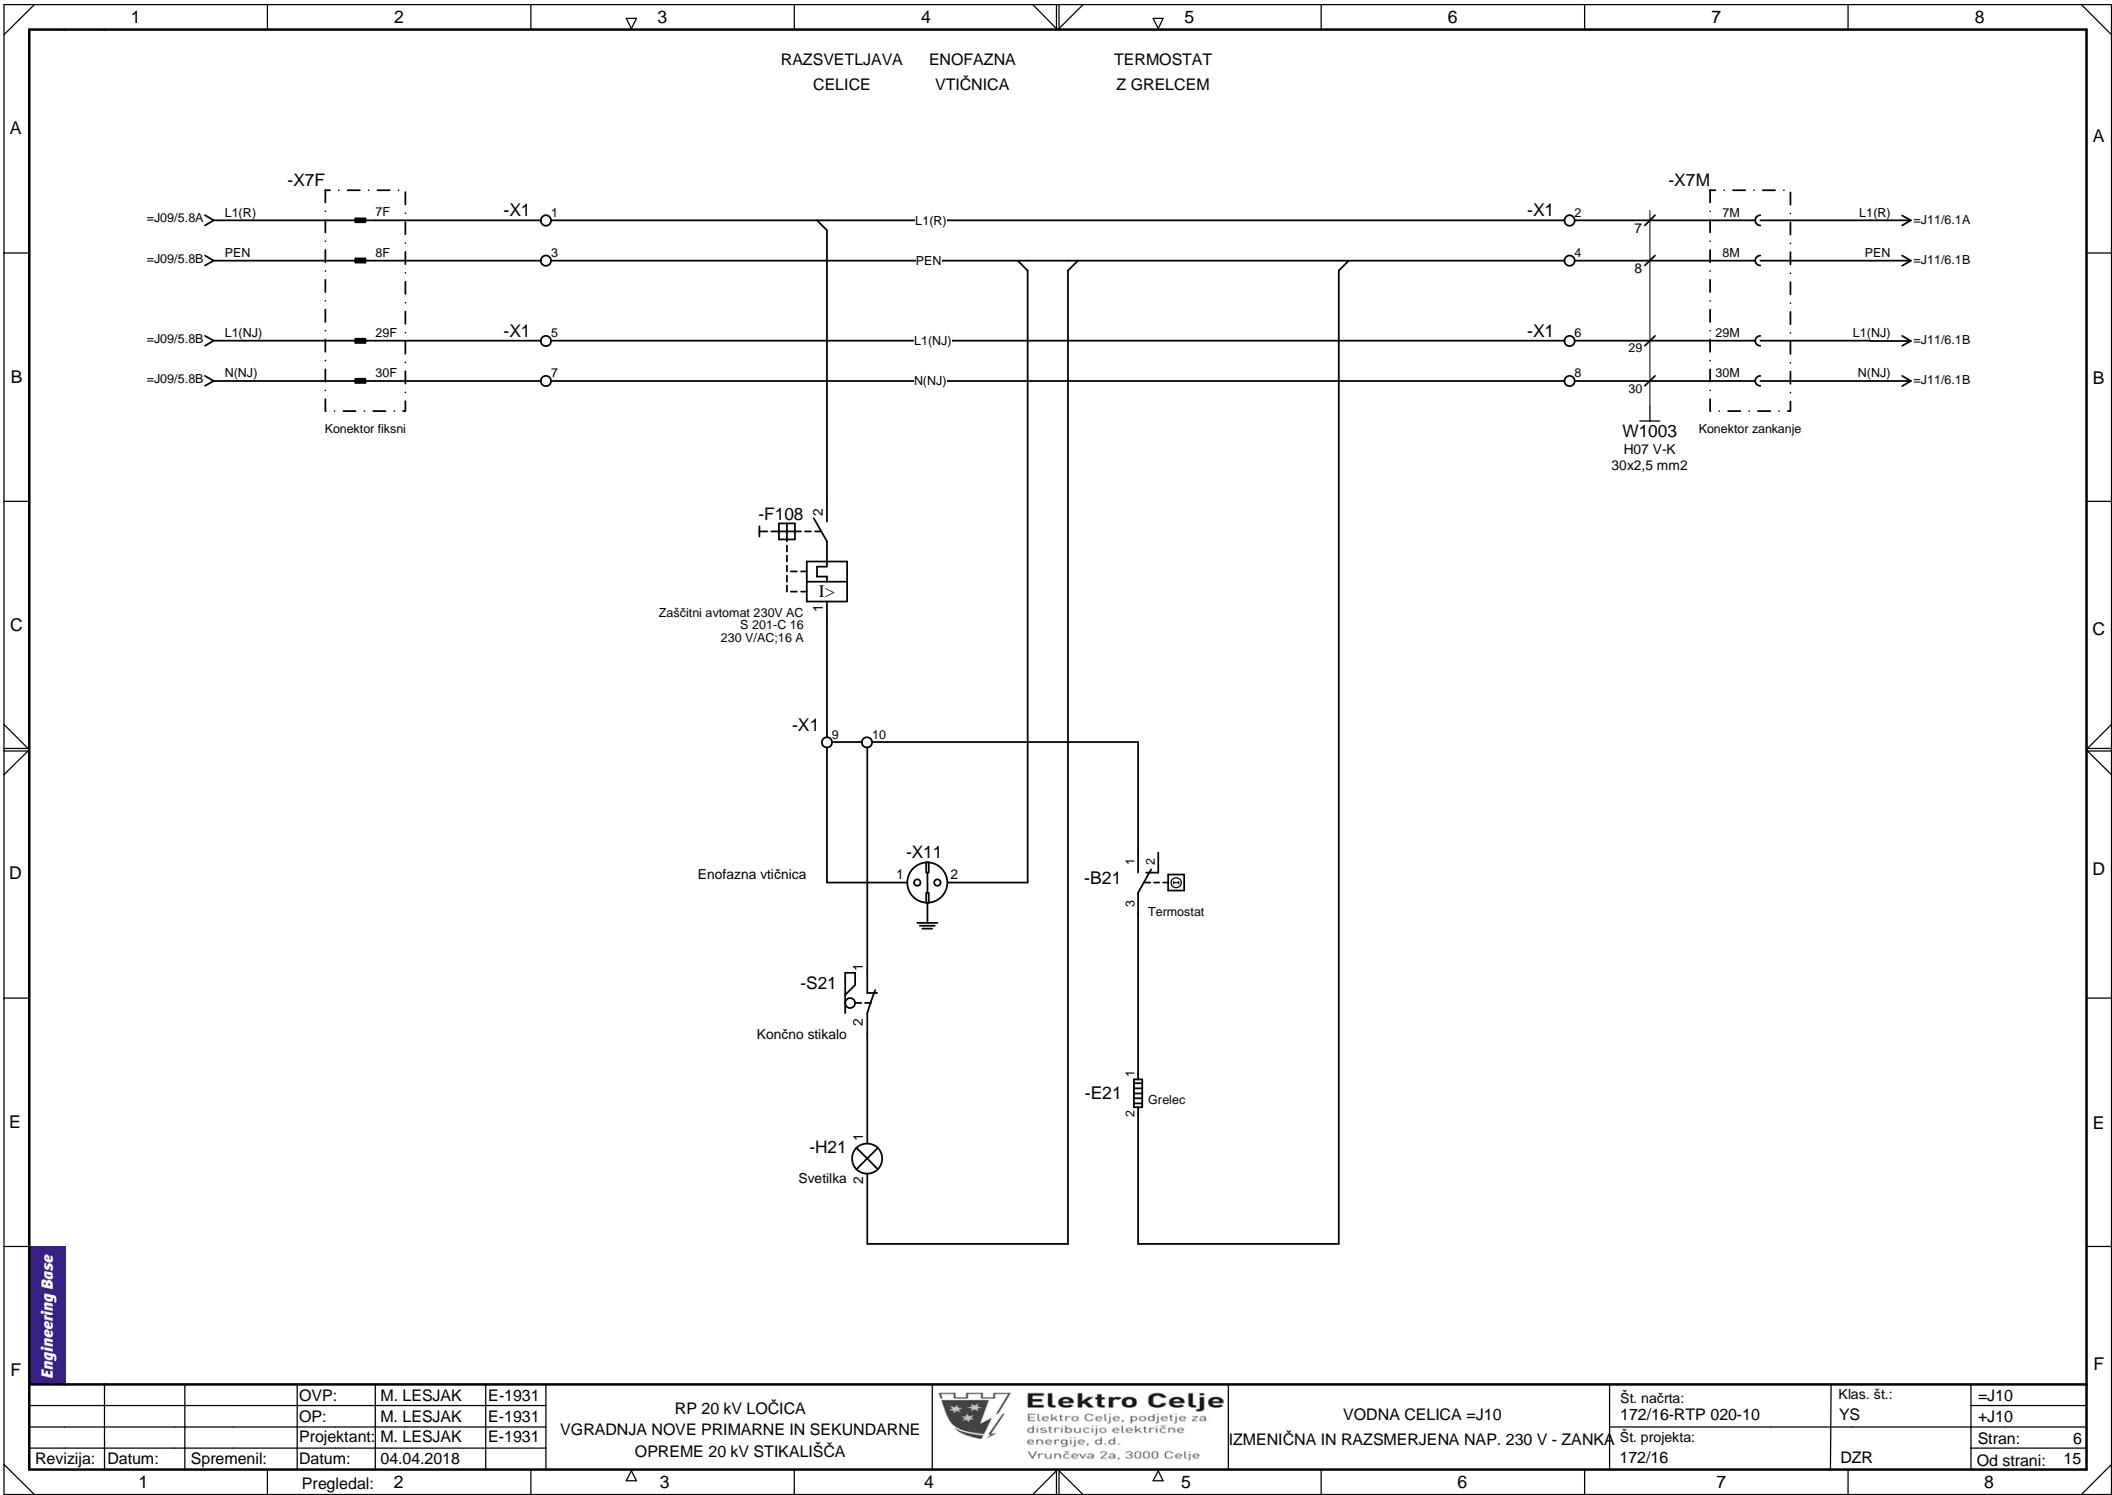 1 2 3 4 5 6 7 8
RAZSVETLJAVA CELICE
ENOFAZNA VTIČNICA
TERMOSTAT Z GRELCEM
A A
-X7F
-X7M
=J09/5.8A L1(R) 7F -X1 1 L1(R) -X1 2 7 7M L1(R) =J11/6.1A
=J09/5.8B PEN 8F 3 PEN 4 8 8M PEN =J11/6.1B
=J09/5.8B L1(NJ) 29F -X1 5 L1(NJ) -X1 6 29 29M L1(NJ) =J11/6.1B
B B
=J09/5.8B N(NJ) 30F 7 N(NJ) 8 30 30M N(NJ) =J11/6.1B
Konektor fiksni
W1003
H07 V-K
30x2,5 mm2
Konektor zankanje
-F108 2
I>
1
Zaščitni avtomat 230V AC
S 201-C 16
230 V/AC;16 A
C C
-X1 9 10
-X11
Enofazna vtičnica 1 2
D D
-B21 1 2
3
Termostat
-S21 1
2
Končno stikalo
-E21 1
2
Grelec
E E
-H21 1
2
Svetilka
Engineering Base
F F
OVP: M. LESJAK E-1931
OP: M. LESJAK E-1931
Projektant: M. LESJAK E-1931
Revizija: Datum: Spremenil: Datum: 04.04.2018
Pregledal:
RP 20 kV LOČICA
VGRADNJA NOVE PRIMARNE IN SEKUNDARNE
OPREME 20 kV STIKALIŠČA
Elektro Celje
Elektro Celje, podjetje za
distribucijo električne
energije, d.d.
Vrunčeva 2a, 3000 Celje
VODNA CELICA =J10
IZMENIČNA IN RAZSMERJENA NAP. 230 V - ZANKA
Št. načrta:
172/16-RTP 020-10
Št. projekta:
172/16
Klas. št.:
YS
DZR
=J10
+J10
Stran: 6
Od strani: 15
1 2 3 4 5 6 7 8